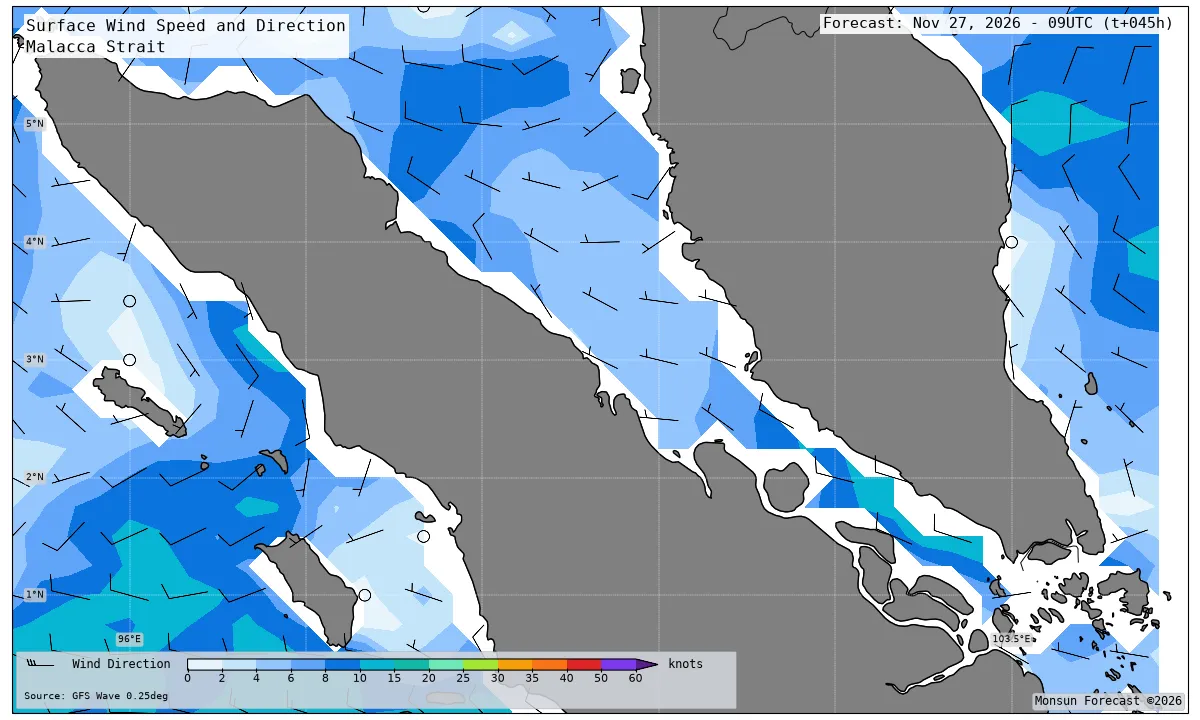 Surface Wind Speed and Direction
Malacca Strait
Forecast: Nov 27, 2026 - 09UTC (t+045h)
5°N
4°N
3°N
2°N
1°N
96°E
103.5°E
Wind Direction
0 2 4 6 8 10 12 15 20 25 30 35 40 50 60
knots
Source: GFS Wave 0.25deg
Monsun Forecast ©2026